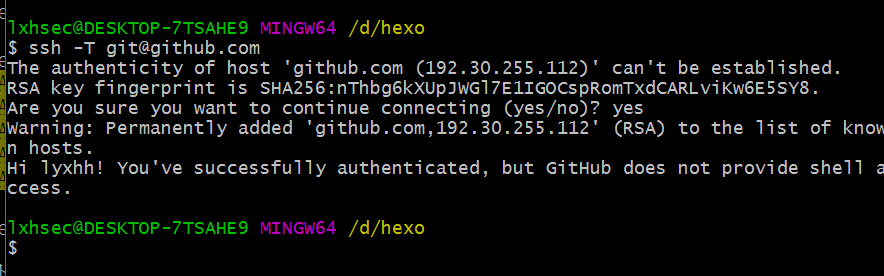 lxhsec@DESKTOP-7TSAHE9 MINGW64 /d/hexo
$ ssh -T git@github.com
The authenticity of host 'github.com (192.30.255.112)' can't be established.
RSA key fingerprint is SHA256:nThbg6kXUpJWGl7E1IGOCspRomTxdCARLviKw6E5SY8.
Are you sure you want to continue connecting (yes/no)? yes
Warning: Permanently added 'github.com,192.30.255.112' (RSA) to the list of know
n hosts.
Hi lyxhh! You've successfully authenticated, but GitHub does not provide shell a
ccess.
lxhsec@DESKTOP-7TSAHE9 MINGW64 /d/hexo
$